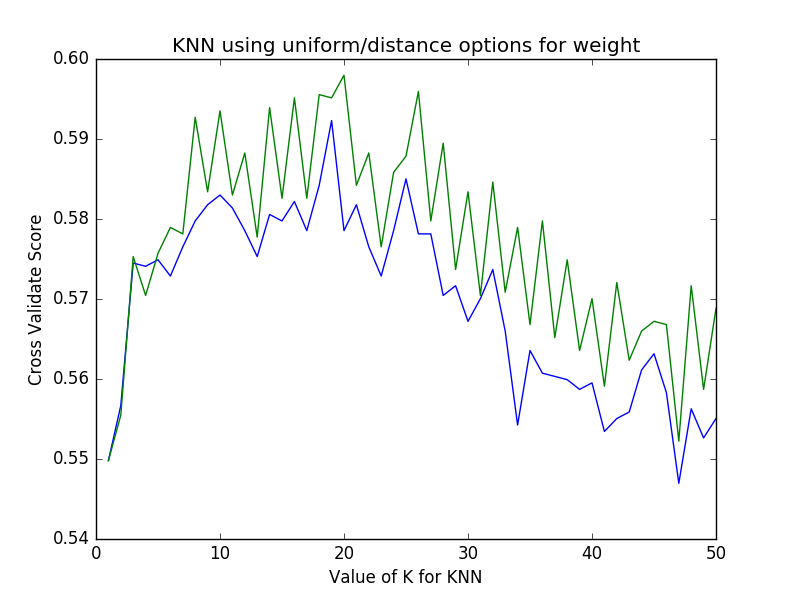 KNN using uniform/distance options for weight
0.60
0.59
0.58
0.57
0.56
0.55
0.54
Cross Validate Score
0 10 20 30 40 50
Value of K for KNN